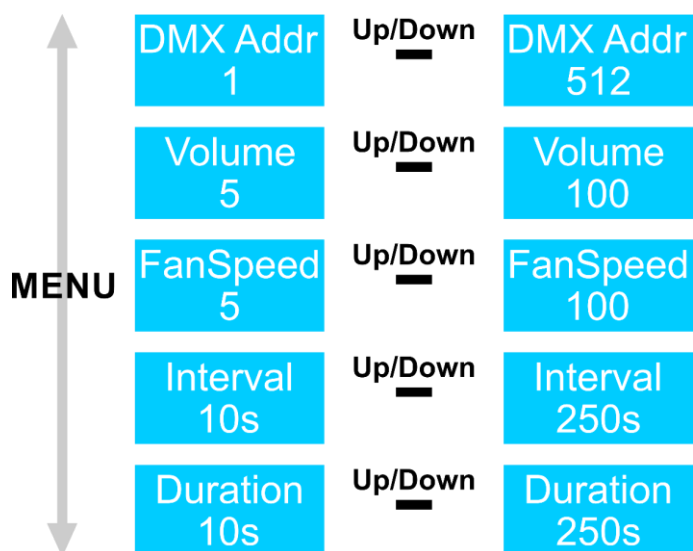 DMX Addr
1
Up/Down
DMX Addr
512
Volume
5
Up/Down
Volume
100
MENU
FanSpeed
5
Up/Down
FanSpeed
100
Interval
10s
Up/Down
Interval
250s
Duration
10s
Up/Down
Duration
250s